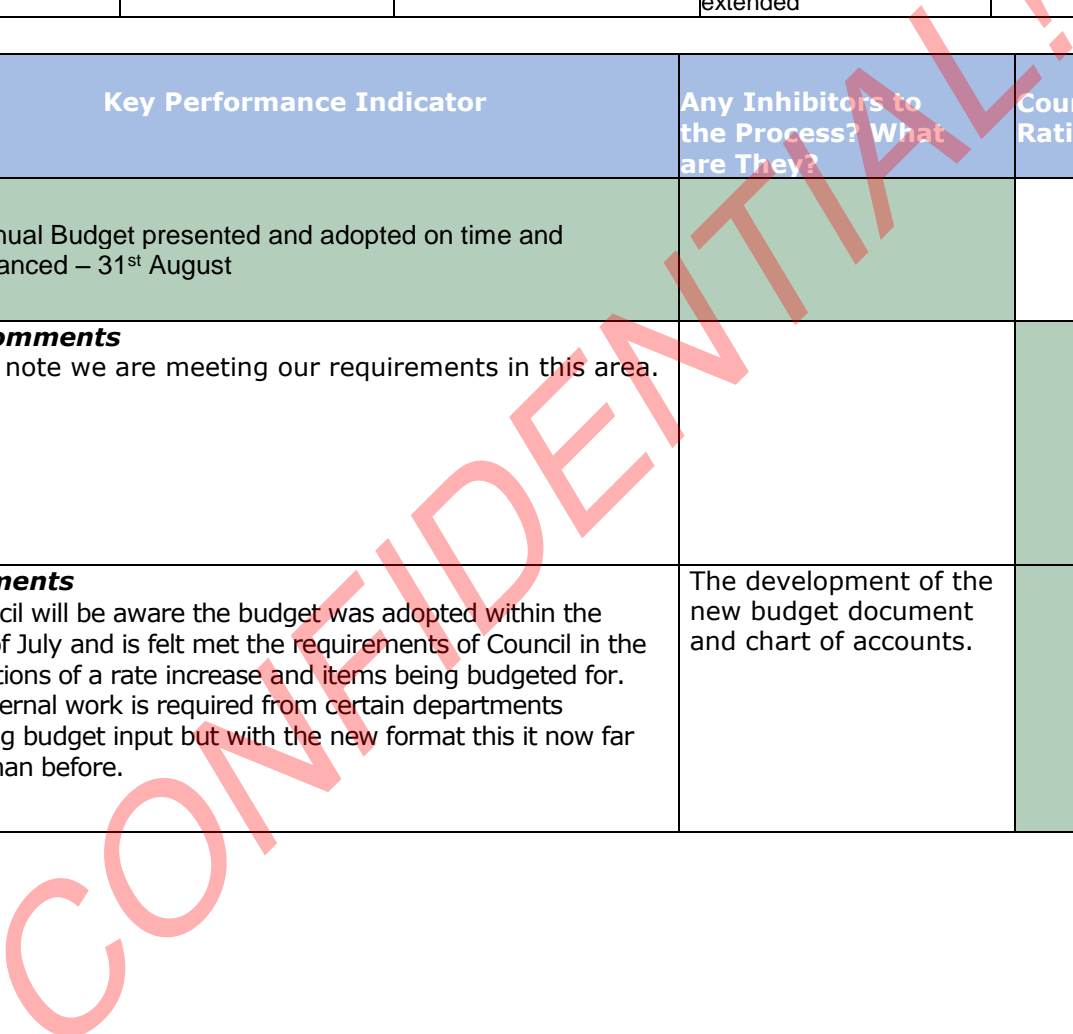 extended
Key Performance Indicator
Any Inhibitors to
the Process? What
are They?
Cour
Rati
nual Budget presented and adopted on time and
anced – 31st August
omments
note we are meeting our requirements in this area.
ments
cil will be aware the budget was adopted within the
of July and is felt met the requirements of Council in the
tions of a rate increase and items being budgeted for.
ernal work is required from certain departments
g budget input but with the new format this it now far
han before.
The development of the
new budget document
and chart of accounts.
CONFIDENTIAL!